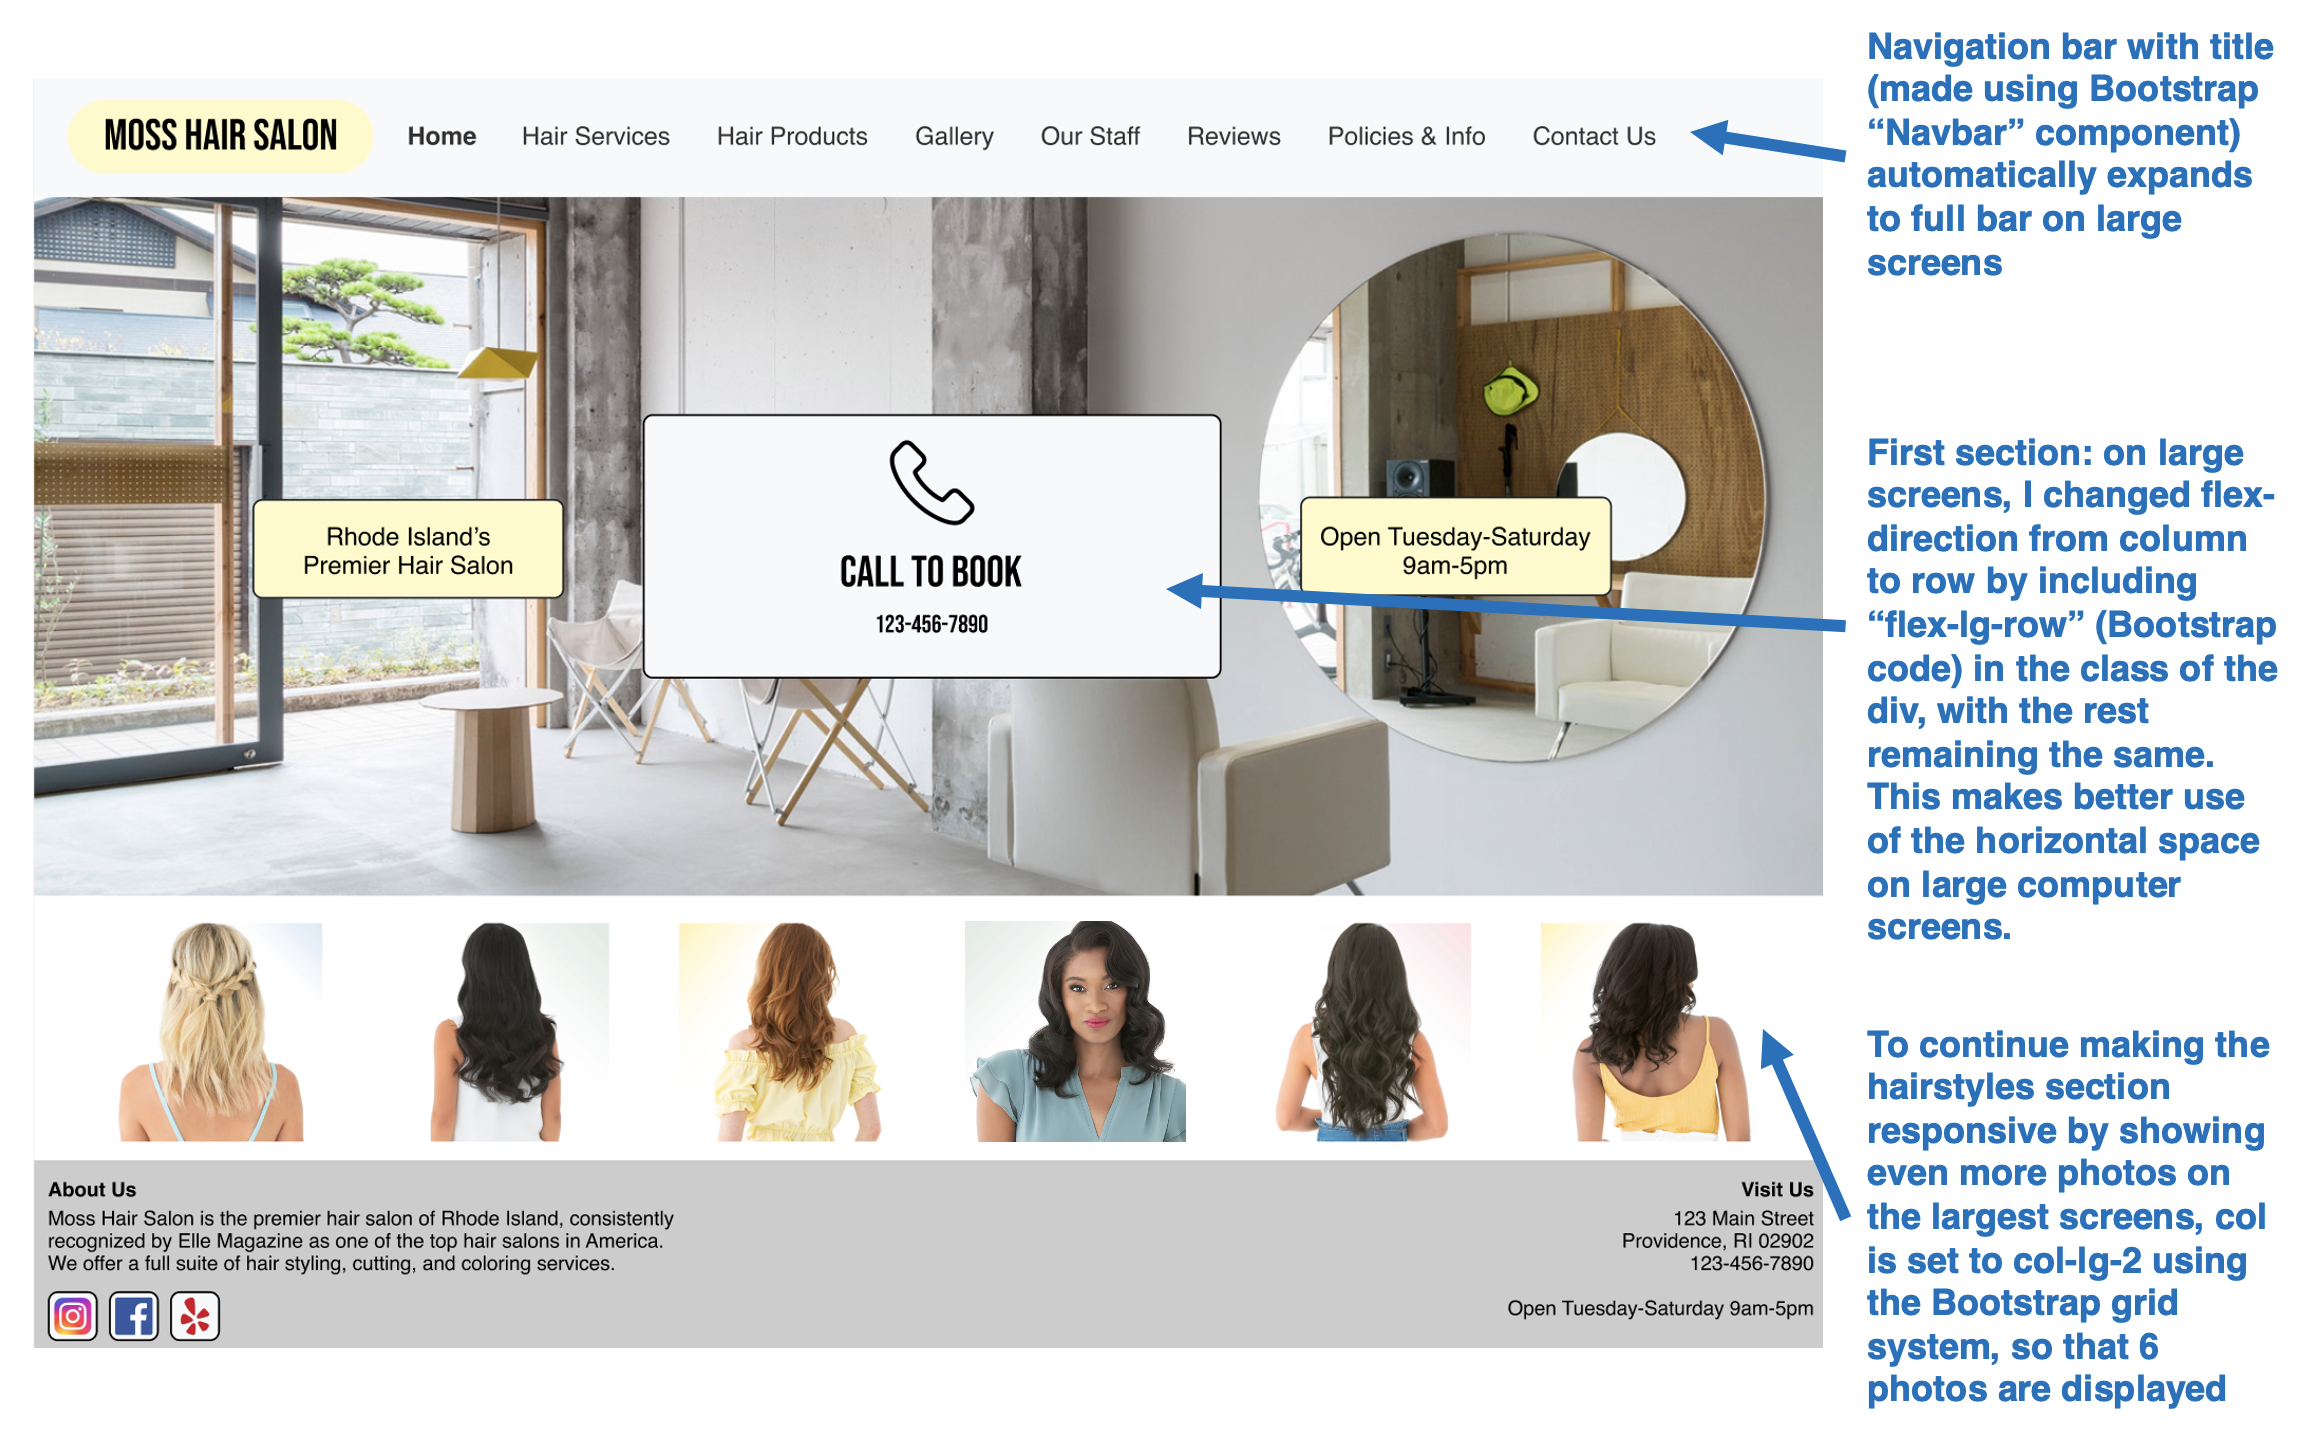 Navigation bar with title
(made using Bootstrap
“Navbar” component)
automatically expands
to full bar on large
screens
MOSS HAIR SALON
Home
Hair Services
Hair Products
Gallery
Our Staff
Reviews
Policies & Info
Contact Us
Rhode Island’s
Premier Hair Salon
CALL TO BOOK
123-456-7890
Open Tuesday-Saturday
9am-5pm
First section: on large
screens, I changed flex-
direction from column
to row by including
“flex-lg-row” (Bootstrap
code) in the class of the
div, with the rest
remaining the same.
This makes better use
of the horizontal space
on large computer
screens.
To continue making the
hairstyles section
responsive by showing
even more photos on
the largest screens, col
is set to col-lg-2 using
the Bootstrap grid
system, so that 6
photos are displayed
About Us
Moss Hair Salon is the premier hair salon of Rhode Island, consistently
recognized by Elle Magazine as one of the top hair salons in America.
We offer a full suite of hair styling, cutting, and coloring services.
Visit Us
123 Main Street
Providence, RI 02902
123-456-7890
Open Tuesday-Saturday 9am-5pm